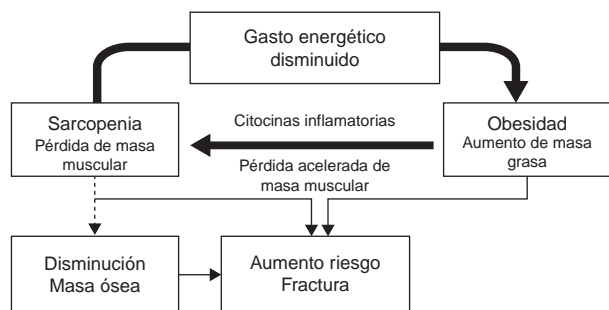 Gasto energético
disminuido
Sarcopenia
Pérdida de masa
muscular
Citocinas inflamatorias
Pérdida acelerada de
masa muscular
Obesidad
Aumento de masa
grasa
Disminución
Masa ósea
Aumento riesgo
Fractura